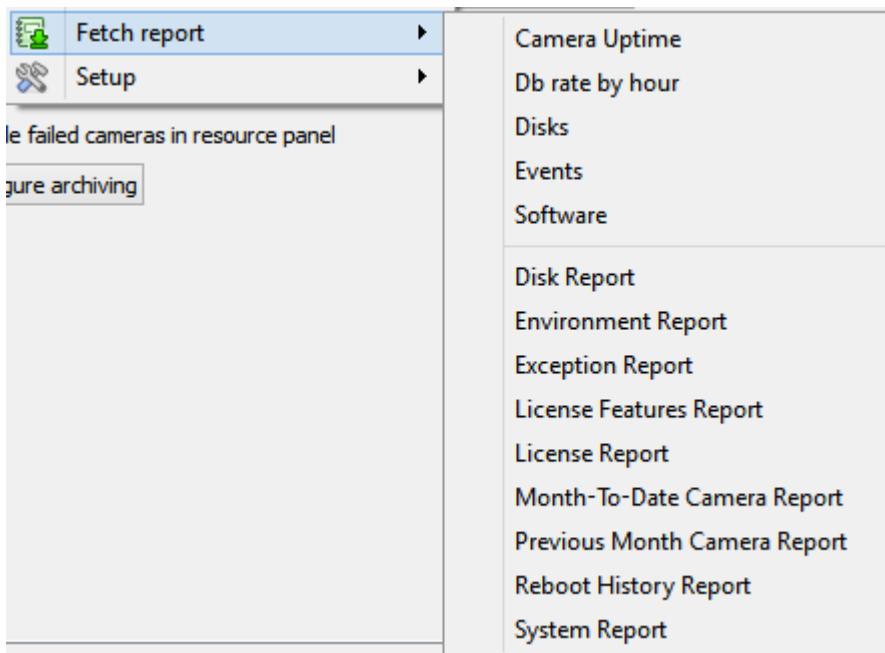 Fetch report
Setup
le failed cameras in resource panel
gure archiving
Camera Uptime
Db rate by hour
Disks
Events
Software
Disk Report
Environment Report
Exception Report
License Features Report
License Report
Month-To-Date Camera Report
Previous Month Camera Report
Reboot History Report
System Report